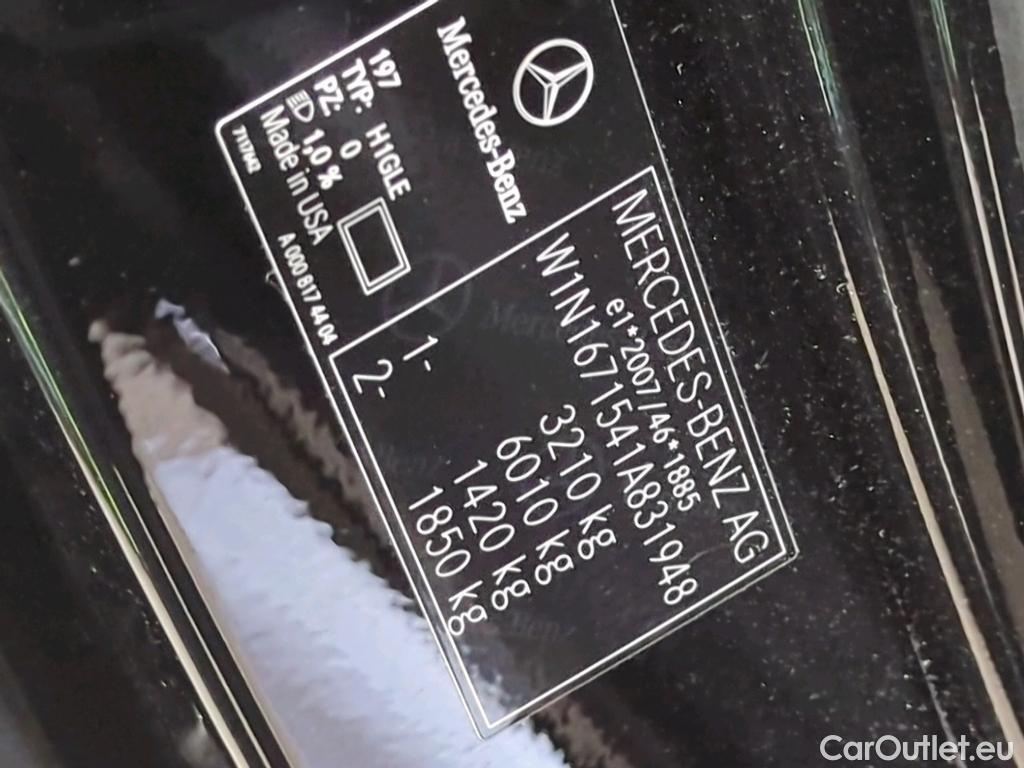 MERCEDES-BENZ AG
e1*2007/46*1885
W1N1671541A831948
3210 kg
6010 kg
1- 1420 kg
2- 1850 kg
Mercedes-Benz
197
TYP: H1GLE
PZ: 0
1,0 %
Made in USA
7117042
A 000 817 44 04
CarOutlet.eu